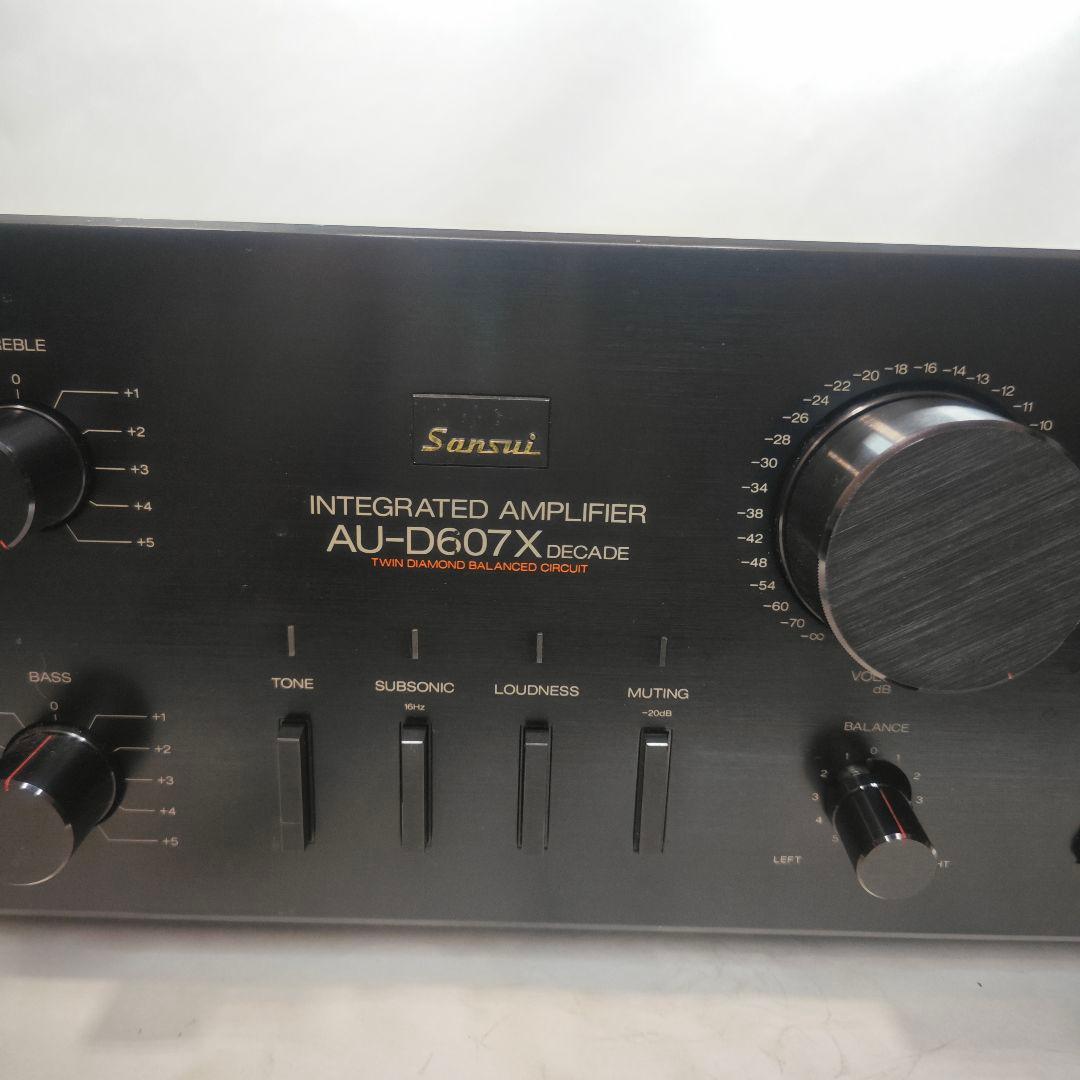 EBLE
0
+1
+2
+3
+4
+5
Sansui
INTEGRATED AMPLIFIER
AU-D607X DECADE
TWIN DIAMOND BALANCED CIRCUIT
-10
-11
-12
-13
-14
-16
-18
-20
-22
-24
-26
-28
-30
-34
-38
-42
-48
-54
-60
-70
-∞
dB
BASS
0
+1
+2
+3
+4
+5
TONE
SUBSONIC
16Hz
LOUDNESS
MUTING
-20dB
BALANCE
0
1 1
2 2
3 3
4
5
LEFT